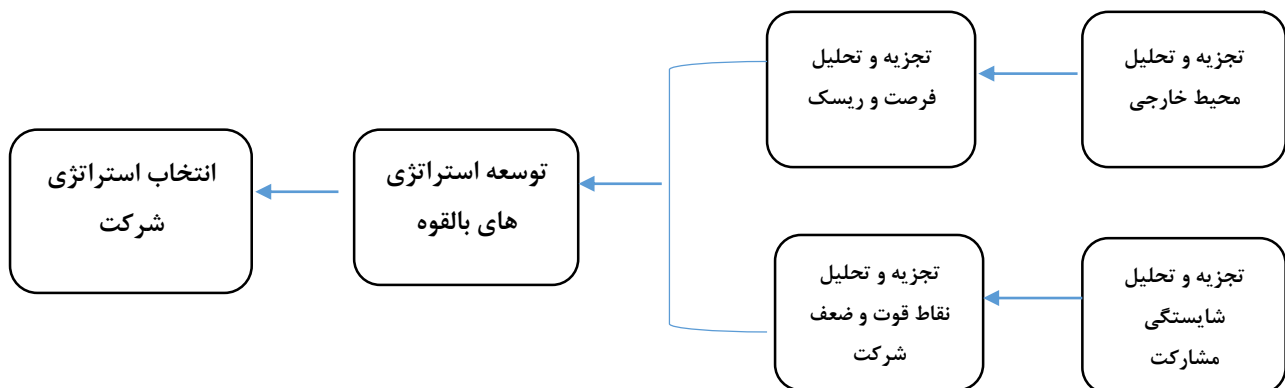 تجزیه و تحلیل
محیط خارجی
تجزیه و تحلیل
فرصت و ریسک
تجزیه و تحلیل
شایستگی
مشارکت
تجزیه و تحلیل
نقاط قوت و ضعف
شرکت
توسعه استراتژی
های بالقوه
انتخاب استراتژی
شرکت